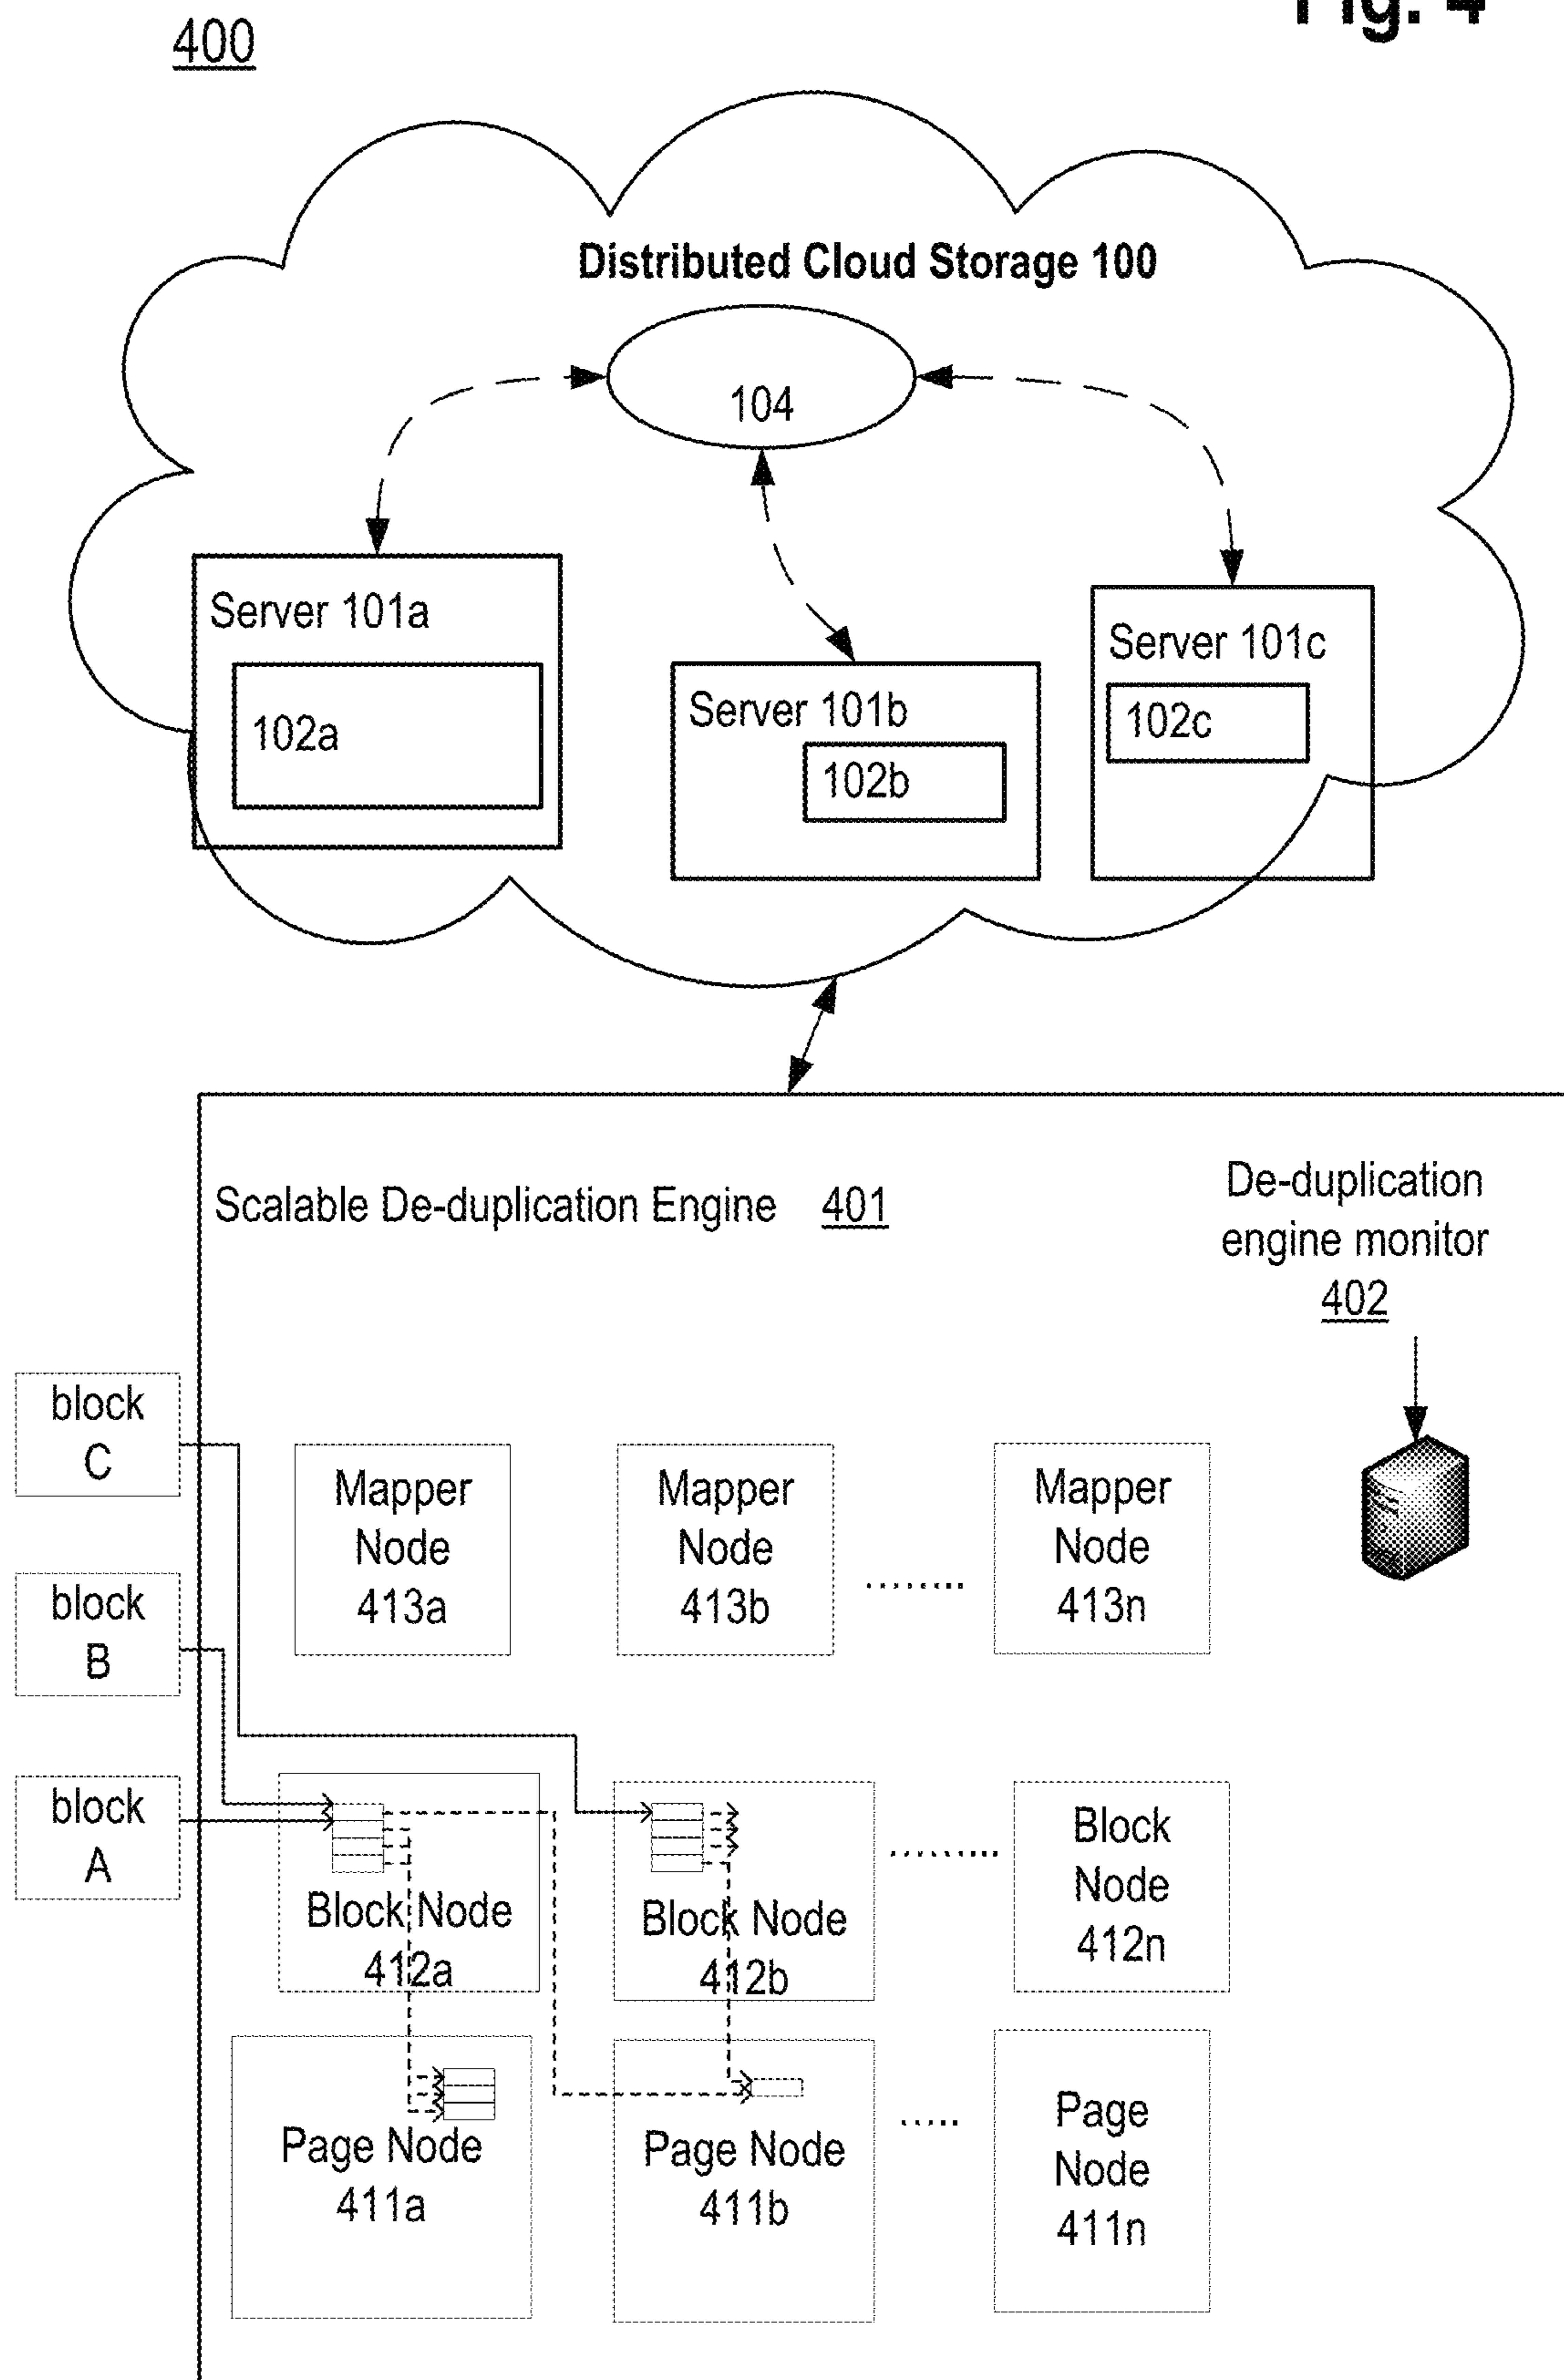 Fig. 4
400
Distributed Cloud Storage 100
104
Server 101a
102a
Server 101b
102b
Server 101c
102c
Scalable De-duplication Engine 401
De-duplication
engine monitor
402
block
C
block
B
block
A
Mapper
Node
413a
Mapper
Node
413b
Mapper
Node
413n
Block Node
412a
Block Node
412b
Block
Node
412n
Page Node
411a
Page Node
411b
Page
Node
411n